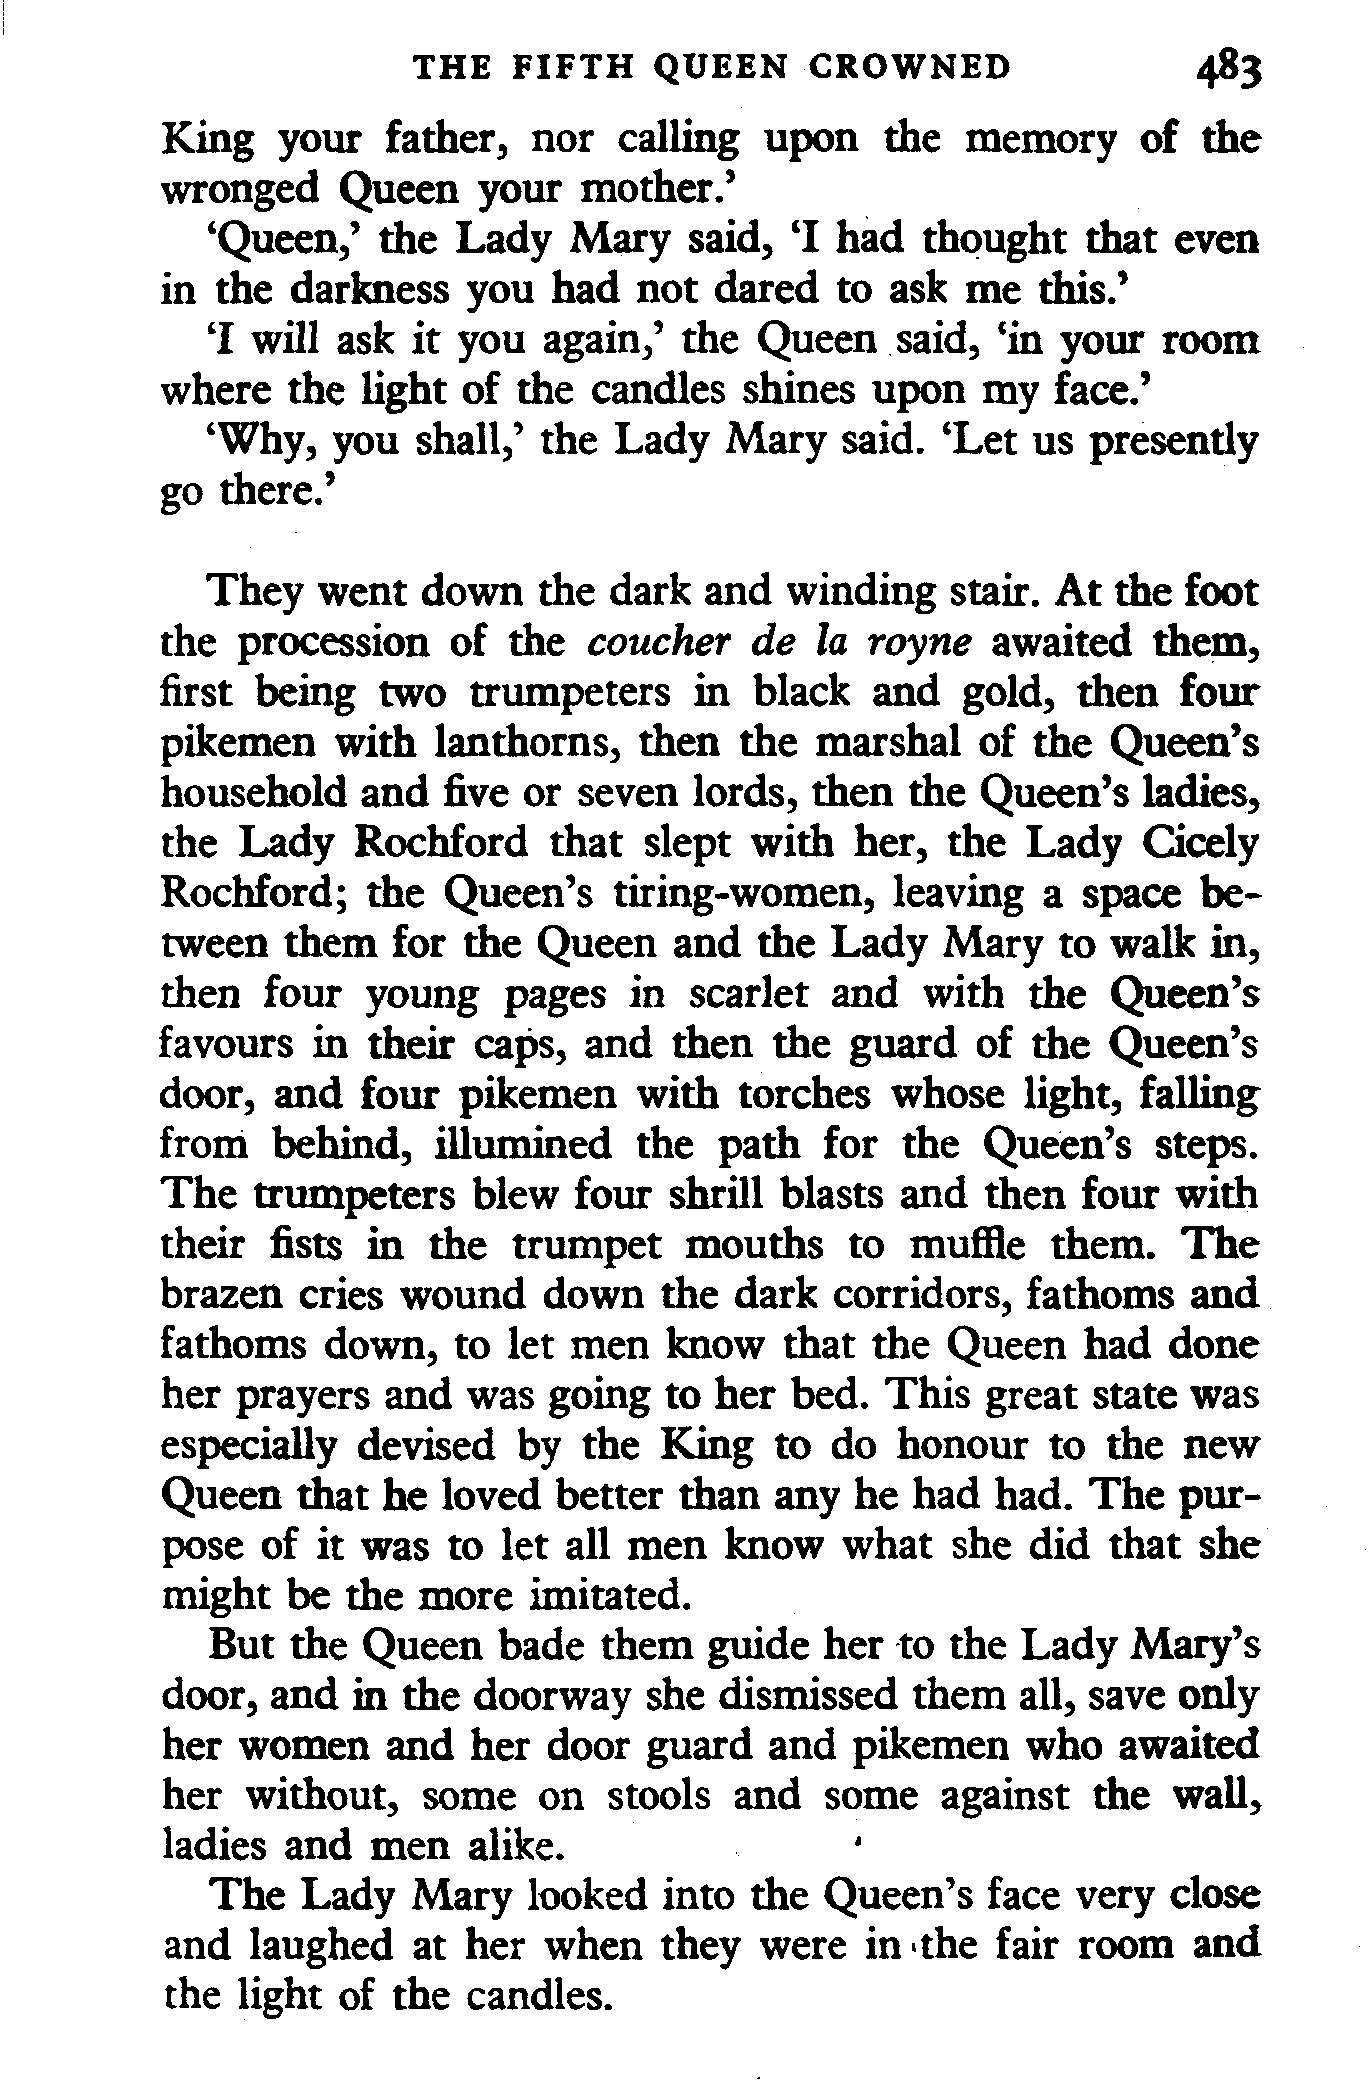 THE FIFTH QUEEN CROWNED 483
King your father, nor calling upon the memory of the
wronged Queen your mother.’
‘Queen,’ the Lady Mary said, ‘I had thought that even
in the darkness you had not dared to ask me this.’
‘I will ask it you again,’ the Queen said, ‘in your room
where the light of the candles shines upon my face.’
‘Why, you shall,’ the Lady Mary said. ‘Let us presently
go there.’
They went down the dark and winding stair. At the foot
the procession of the coucher de la royne awaited them,
first being two trumpeters in black and gold, then four
pikemen with lanthorns, then the marshal of the Queen’s
household and five or seven lords, then the Queen’s ladies,
the Lady Rochford that slept with her, the Lady Cicely
Rochford; the Queen’s tiring-women, leaving a space be-
tween them for the Queen and the Lady Mary to walk in,
then four young pages in scarlet and with the Queen’s
favours in their caps, and then the guard of the Queen’s
door, and four pikemen with torches whose light, falling
from behind, illumined the path for the Queen’s steps.
The trumpeters blew four shrill blasts and then four with
their fists in the trumpet mouths to muffle them. The
brazen cries wound down the dark corridors, fathoms and
fathoms down, to let men know that the Queen had done
her prayers and was going to her bed. This great state was
especially devised by the King to do honour to the new
Queen that he loved better than any he had had. The pur-
pose of it was to let all men know what she did that she
might be the more imitated.
But the Queen bade them guide her to the Lady Mary’s
door, and in the doorway she dismissed them all, save only
her women and her door guard and pikemen who awaited
her without, some on stools and some against the wall,
ladies and men alike.
The Lady Mary looked into the Queen’s face very close
and laughed at her when they were in the fair room and
the light of the candles.